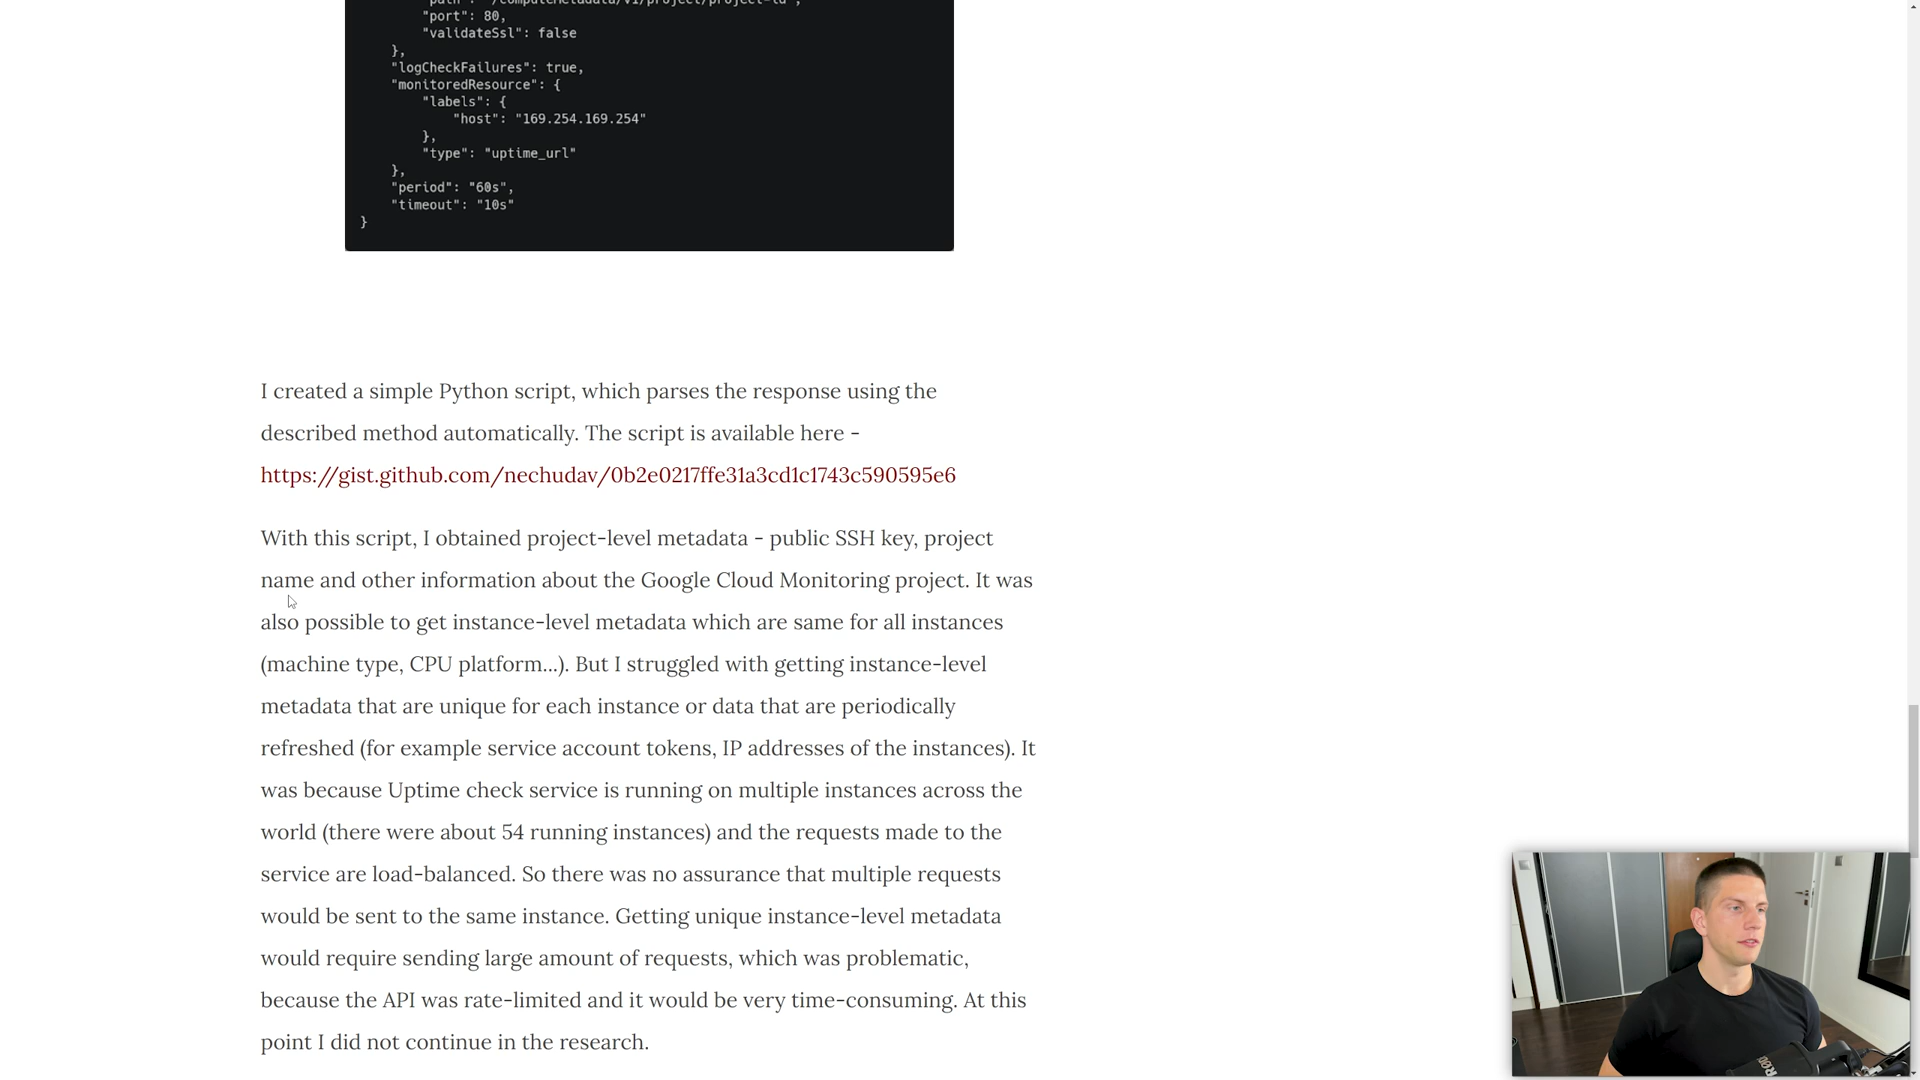 "path": "/computeMetadata/v1/project/project-id",
"port": 80,
"validateSsl": false
},
"logCheckFailures": true,
"monitoredResource": {
"labels": {
"host": "169.254.169.254"
},
"type": "uptime_url"
},
"period": "60s",
"timeout": "10s"
}
I created a simple Python script, which parses the response using the
described method automatically. The script is available here -
https://gist.github.com/nechudav/0b2e0217ffe31a3cd1c1743c590595e6
With this script, I obtained project-level metadata - public SSH key, project
name and other information about the Google Cloud Monitoring project. It was
also possible to get instance-level metadata which are same for all instances
(machine type, CPU platform...). But I struggled with getting instance-level
metadata that are unique for each instance or data that are periodically
refreshed (for example service account tokens, IP addresses of the instances). It
was because Uptime check service is running on multiple instances across the
world (there were about 54 running instances) and the requests made to the
service are load-balanced. So there was no assurance that multiple requests
would be sent to the same instance. Getting unique instance-level metadata
would require sending large amount of requests, which was problematic,
because the API was rate-limited and it would be very time-consuming. At this
point I did not continue in the research.